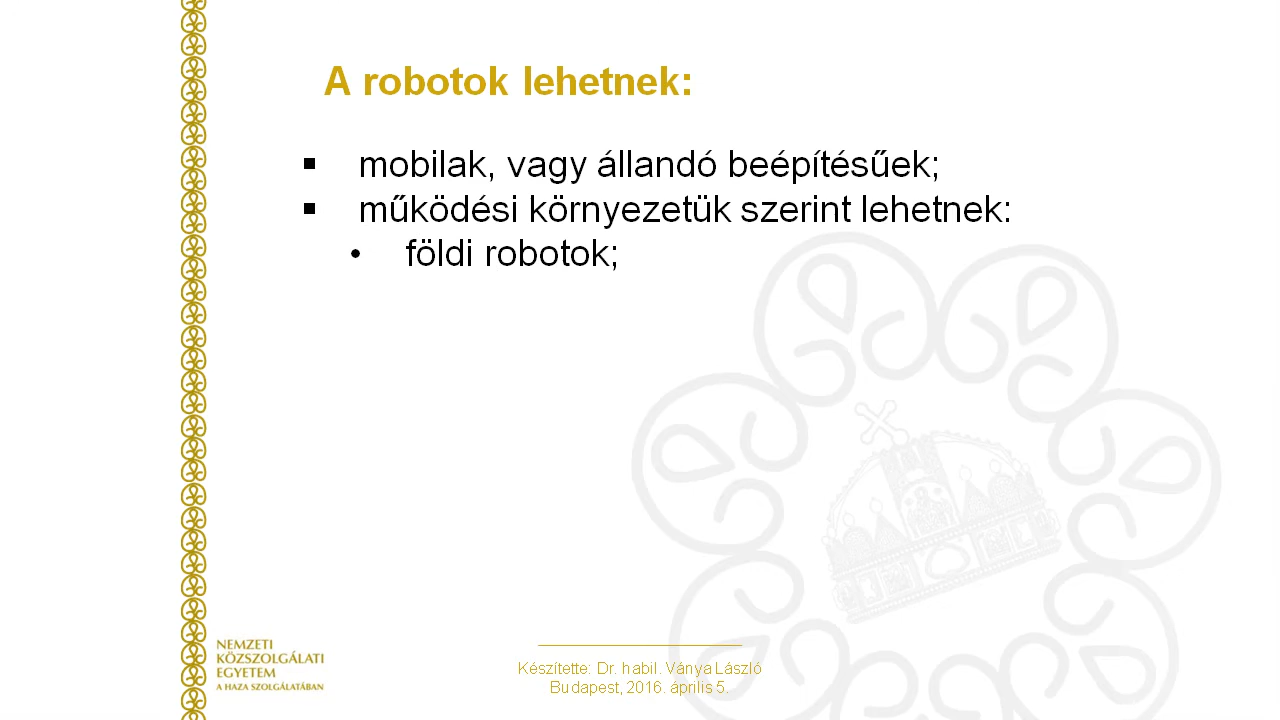 A robotok lehetnek:
▪ mobilak, vagy állandó beépítésűek;
▪ működési környezetük szerint lehetnek:
• földi robotok;
NEMZETI
KÖZSZOLGÁLATI
EGYETEM
A HAZA SZOLGÁLATÁBAN
Készítette: Dr. habil. Ványa László
Budapest, 2016. április 5.